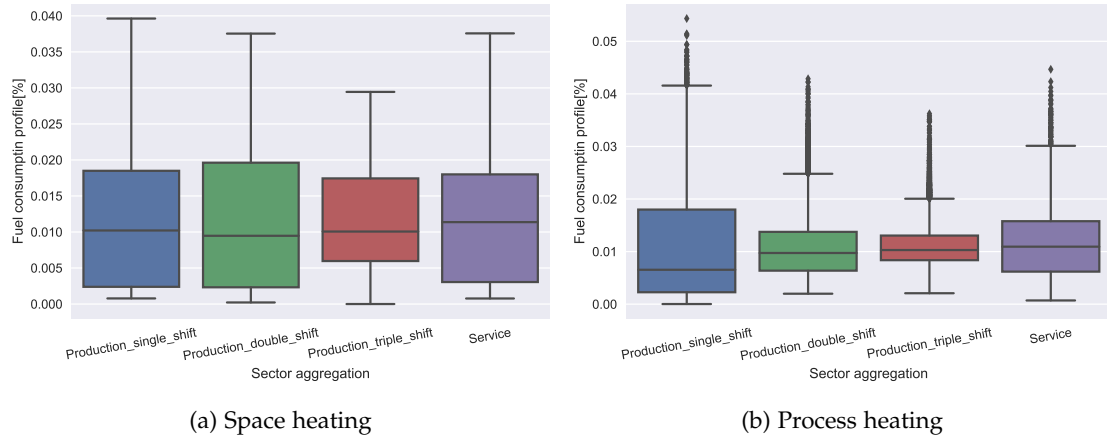 0.040
0.035
0.030
0.025
0.020
0.015
0.010
0.005
0.000
Fuel consumptin profile[%]
Production_single_shift
Production_double_shift
Production_triple_shift
Service
Sector aggregation
(a) Space heating
0.05
0.04
0.03
0.02
0.01
0.00
Fuel consumptin profile[%]
Production_single_shift
Production_double_shift
Production_triple_shift
Service
Sector aggregation
(b) Process heating